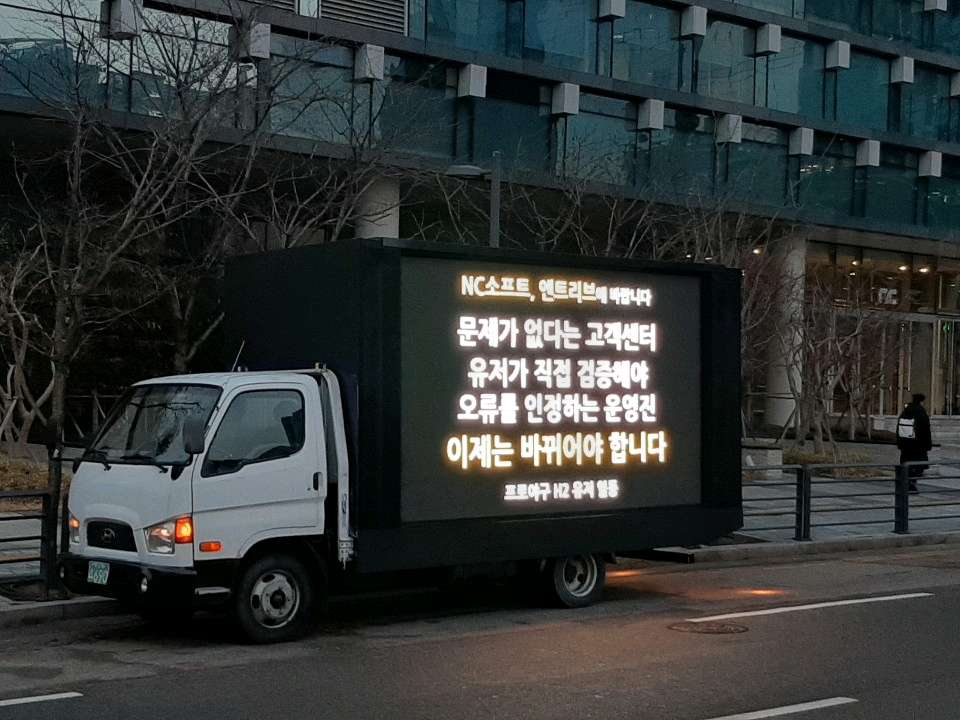 NC소프트, 엔트리브에 바랍니다
문제가 없다는 고객센터
유저가 직접 검증해야
오류를 인정하는 운영진
이제는 바뀌어야 합니다
프로야구 H2 유저 일동